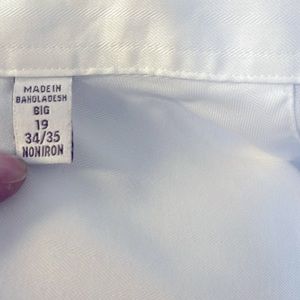 MADE IN
BANGLADESH
BIG
19
34/35
NONIRON